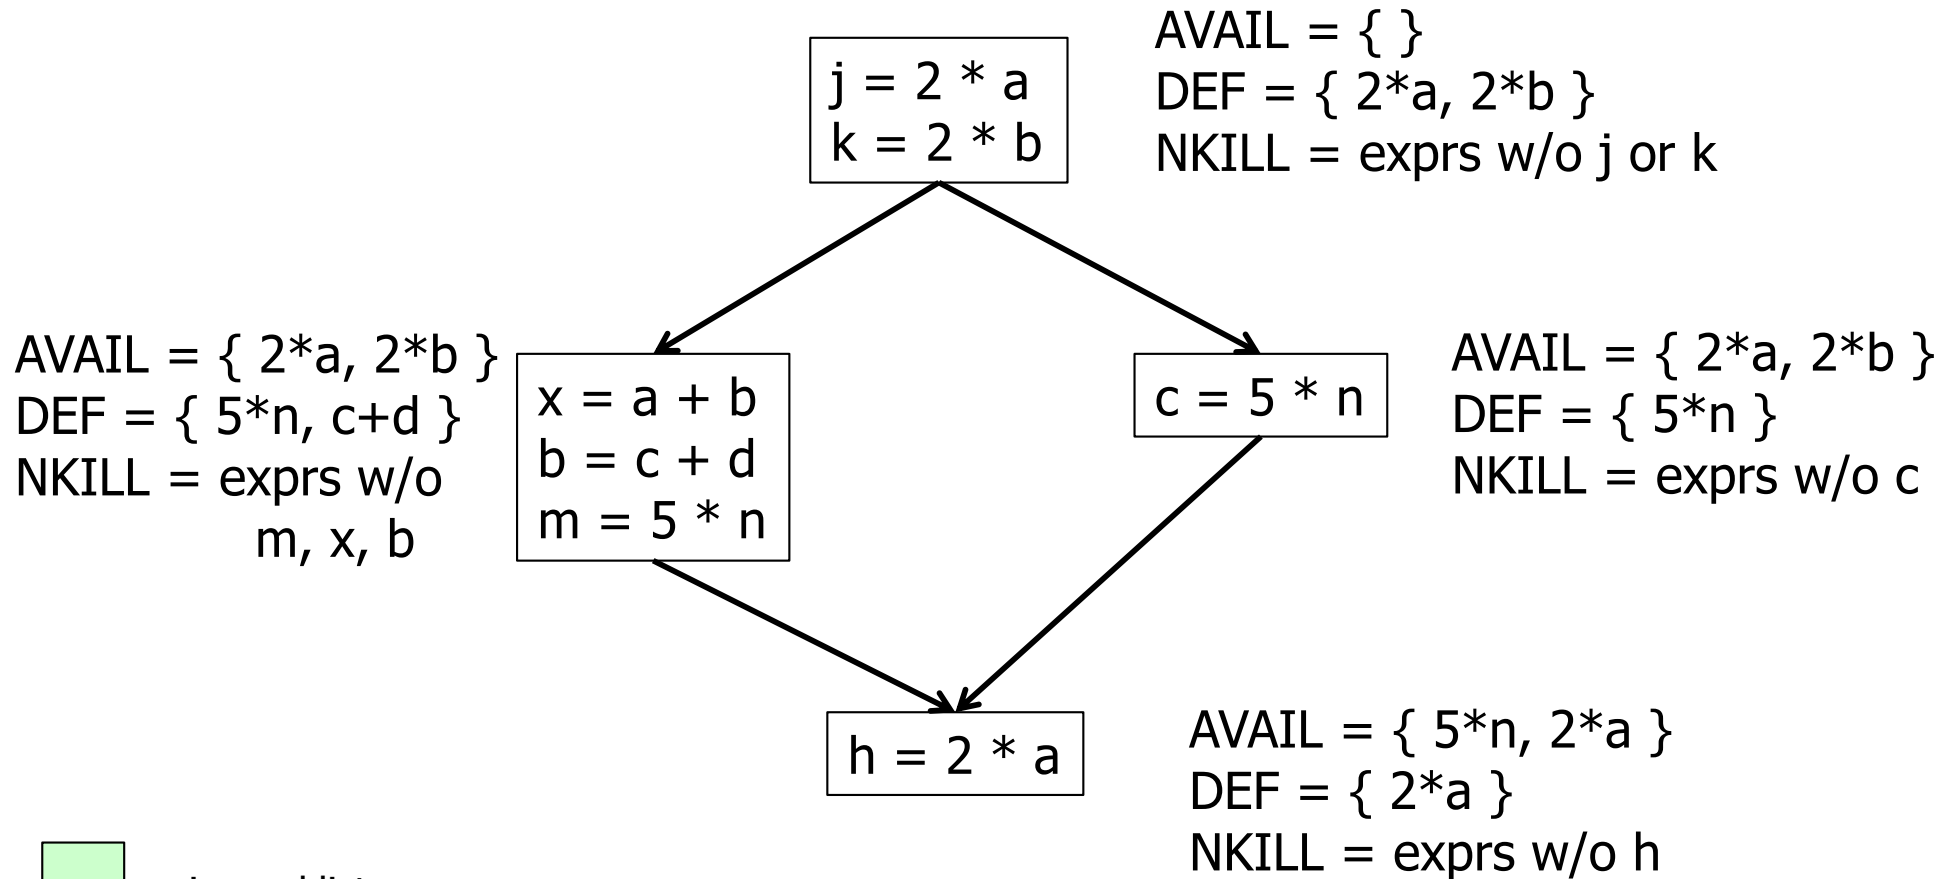 AVAIL = { }
DEF = { 2*a, 2*b }
NKILL = exprs w/o j or k
j = 2 * a
k = 2 * b
AVAIL = { 2*a, 2*b }
DEF = { 5*n, c+d }
NKILL = exprs w/o
m, x, b
x = a + b
b = c + d
m = 5 * n
c = 5 * n
AVAIL = { 2*a, 2*b }
DEF = { 5*n }
NKILL = exprs w/o c
h = 2 * a
AVAIL = { 5*n, 2*a }
DEF = { 2*a }
NKILL = exprs w/o h